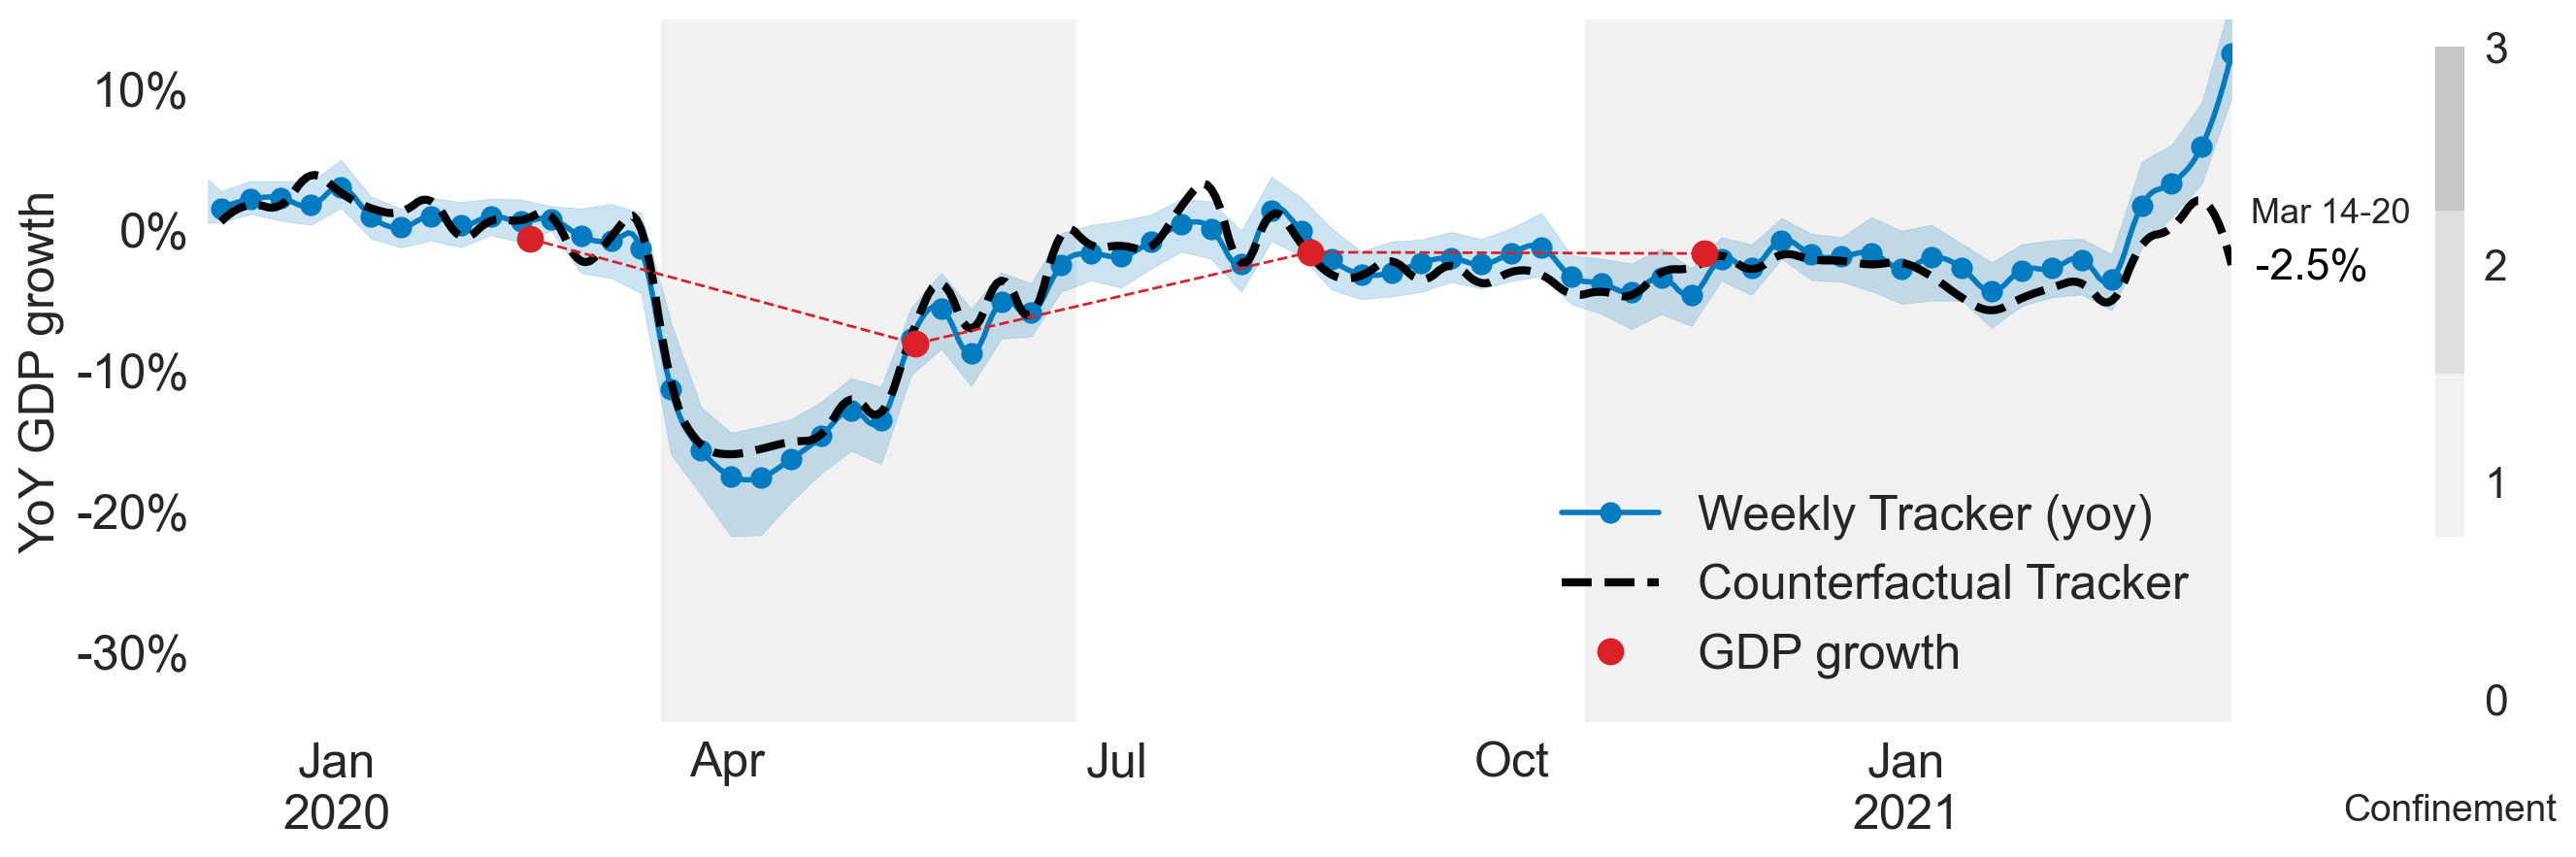 YoY GDP growth
10%
0%
-10%
-20%
-30%
Jan
2020
Apr
Jul
Oct
Jan
2021
Weekly Tracker (yoy)
Counterfactual Tracker
GDP growth
Mar 14-20
-2.5%
3
2
1
0
Confinement